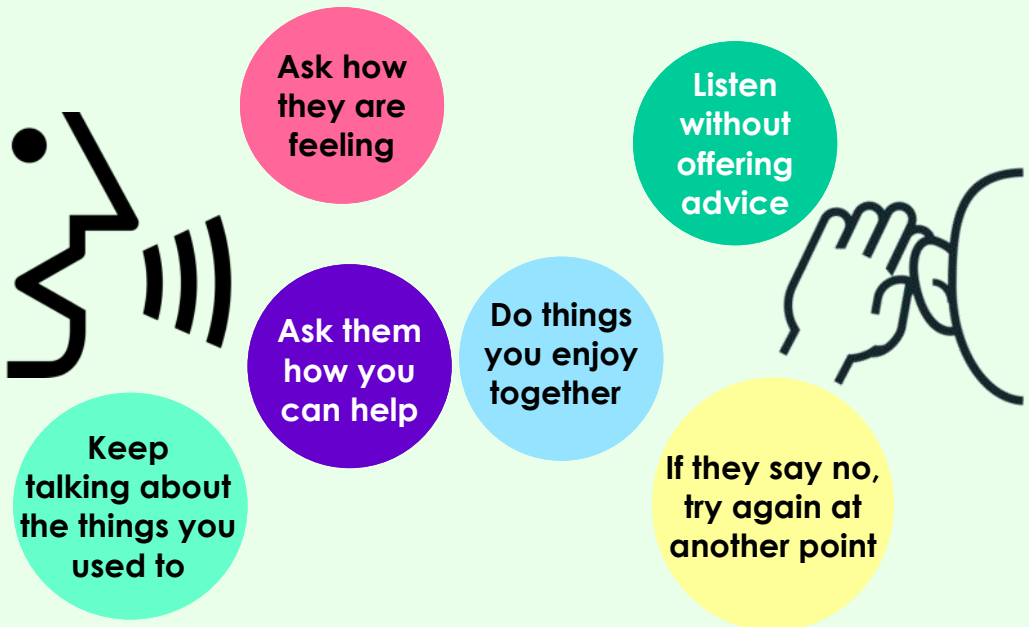 Ask how
they are
feeling
Listen
without
offering
advice
Ask them
how you
can help
Do things
you enjoy
together
Keep
talking about
the things you
used to
If they say no,
try again at
another point